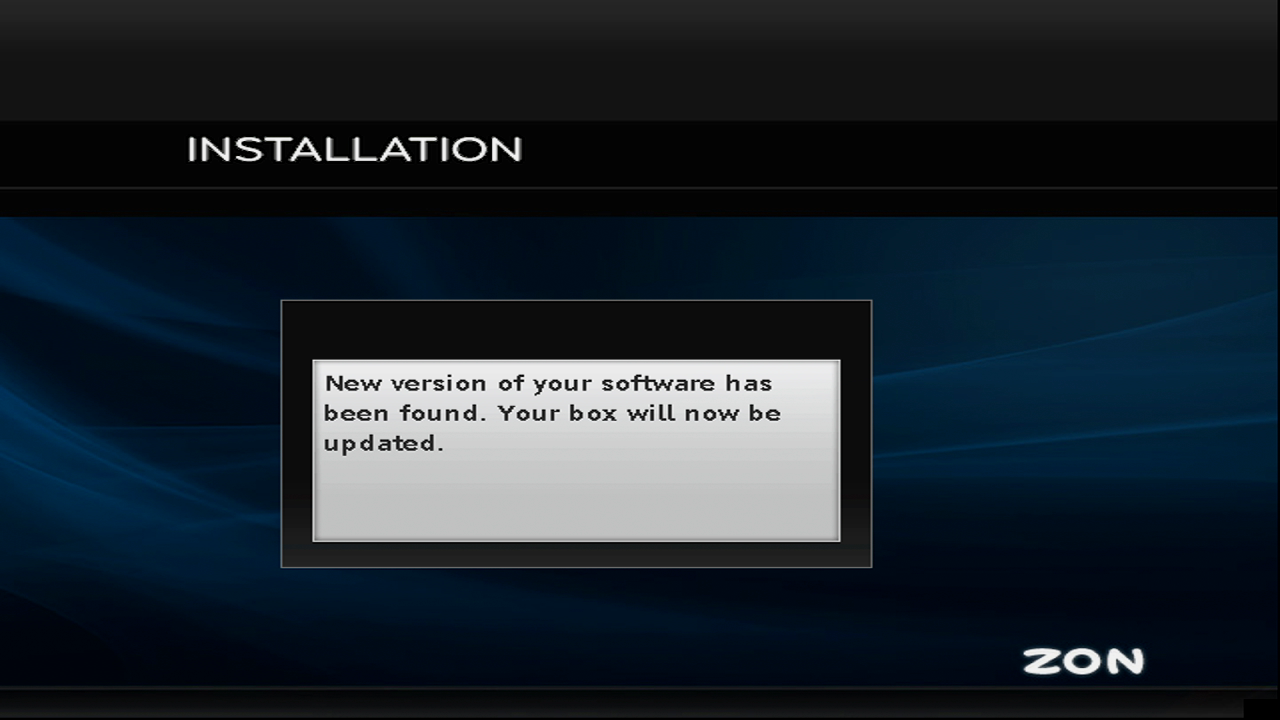 INSTALLATION
New version of your software has
been found. Your box will now be
updated.
ZON